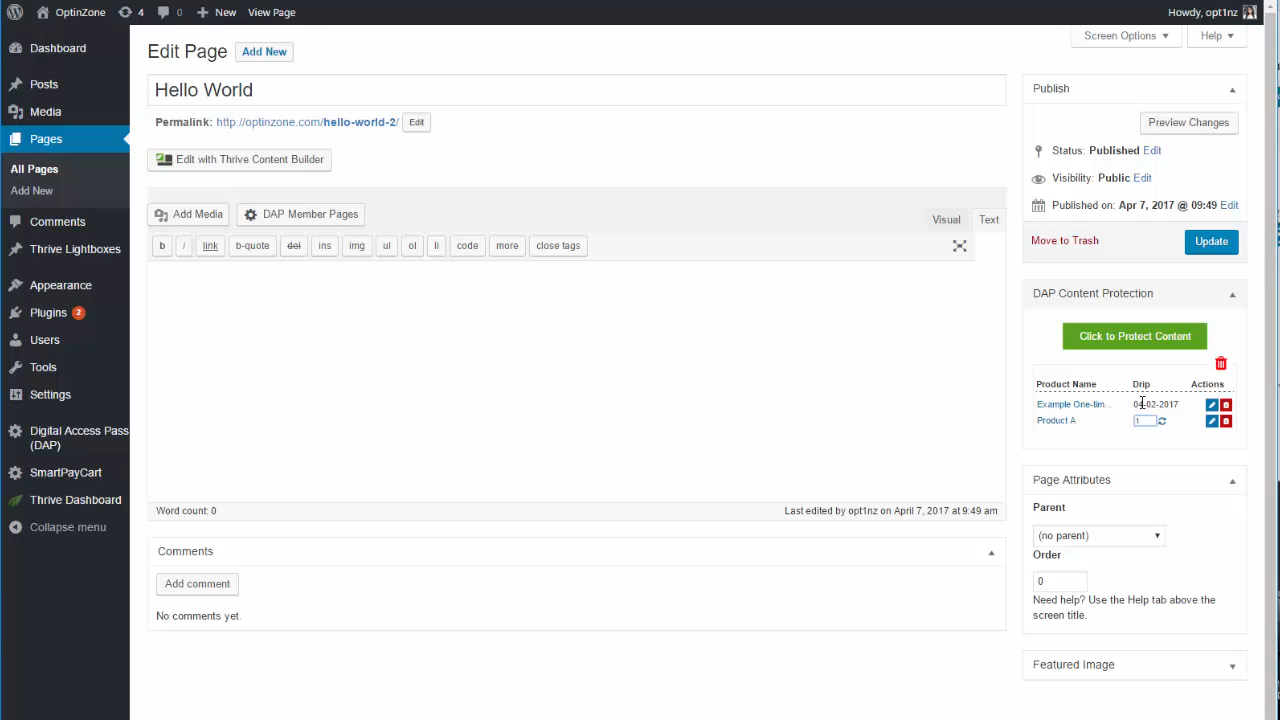 OptinZone 4 0 New View Page Howdy, opt1nz
Dashboard
Posts
Media
Pages
All Pages
Add New
Comments
Thrive Lightboxes
Appearance
Plugins 2
Users
Tools
Settings
Digital Access Pass
(DAP)
SmartPayCart
Thrive Dashboard
Collapse menu
Screen Options Help
Edit Page Add New
Hello World
Permalink: http://optinzone.com/hello-world-2/ Edit
Edit with Thrive Content Builder
Add Media DAP Member Pages
Visual Text
b i link b-quote del ins img ul ol li code more close tags
Word count: 0 Last edited by opt1nz on April 7, 2017 at 9:49 am
Comments
Add comment
No comments yet.
Publish
Preview Changes
Status: Published Edit
Visibility: Public Edit
Published on: Apr 7, 2017 @ 09:49 Edit
Move to Trash Update
DAP Content Protection
Click to Protect Content
Product Name Drip Actions
Example One-tim... 04-02-2017
Product A 1
Page Attributes
Parent
(no parent)
Order
0
Need help? Use the Help tab above the
screen title.
Featured Image